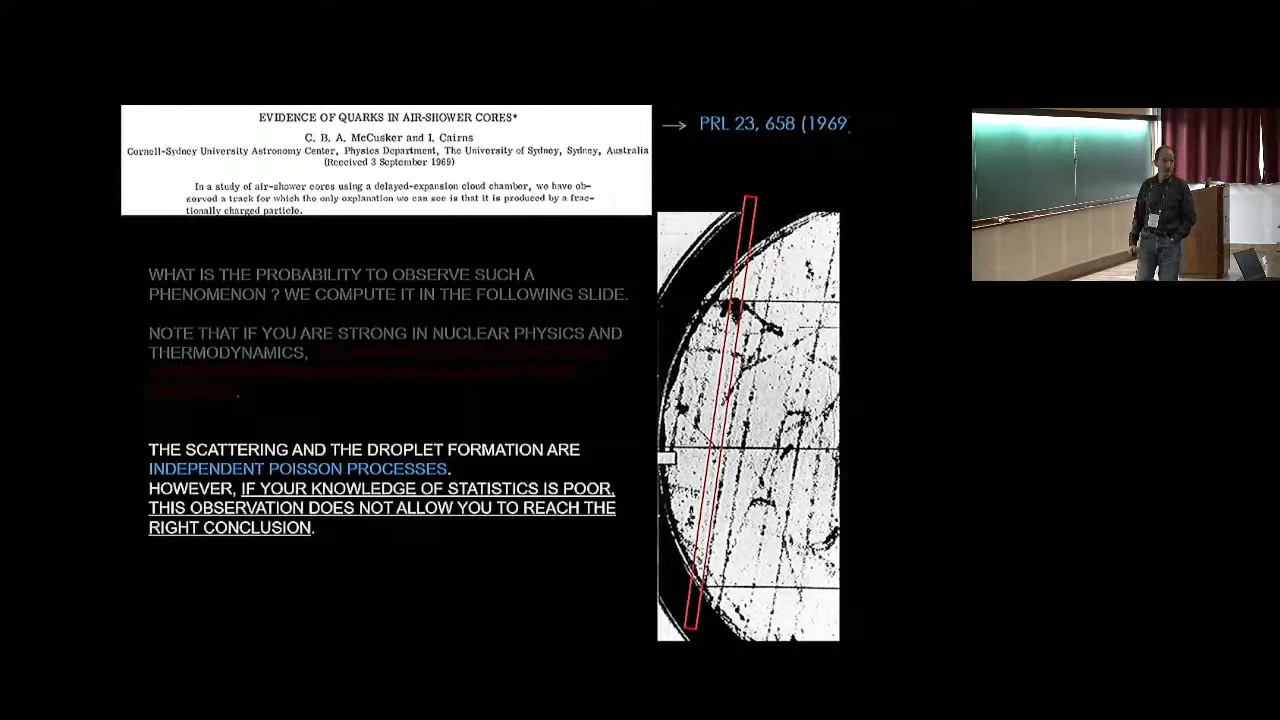 EVIDENCE OF QUARKS IN AIR-SHOWER CORES*
C. B. A. McCusker and I. Cairns
Cornell-Sydney University Astronomy Center, Physics Department, The University of Sydney, Sydney, Australia
(Received 3 September 1969)
In a study of air-shower cores using a delayed-expansion cloud chamber, we have ob-
served a track for which the only explanation we can see is that it is produced by a frac-
tionally charged particle.
→ PRL 23, 658 (1969)
WHAT IS THE PROBABILITY TO OBSERVE SUCH A
PHENOMENON ? WE COMPUTE IT IN THE FOLLOWING SLIDE.
NOTE THAT IF YOU ARE STRONG IN NUCLEAR PHYSICS AND
THERMODYNAMICS,
THE SCATTERING AND THE DROPLET FORMATION ARE
INDEPENDENT POISSON PROCESSES.
HOWEVER, IF YOUR KNOWLEDGE OF STATISTICS IS POOR,
THIS OBSERVATION DOES NOT ALLOW YOU TO REACH THE
RIGHT CONCLUSION.